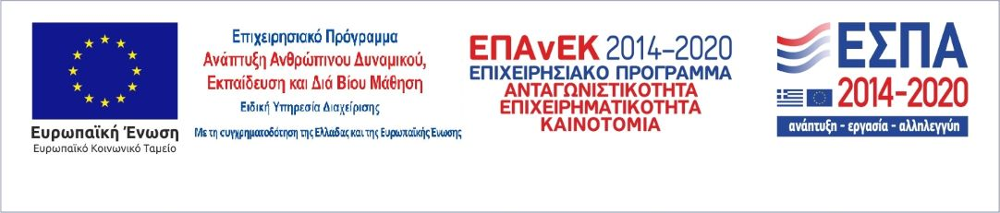 Ευρωπαϊκή Ένωση
Ευρωπαϊκό Κοινωνικό Ταμείο
Επιχειρησιακό Πρόγραμμα
Ανάπτυξη Ανθρώπινου Δυναμικού,
Εκπαίδευση και Διά Βίου Μάθηση
Ειδική Υπηρεσία Διαχείρισης
Με τη συγχρηματοδότηση της Ελλάδας και της Ευρωπαϊκής Ένωσης
ΕΠΑνΕΚ 2014–2020
ΕΠΙΧΕΙΡΗΣΙΑΚΟ ΠΡΟΓΡΑΜΜΑ
ΑΝΤΑΓΩΝΙΣΤΙΚΟΤΗΤΑ
ΕΠΙΧΕΙΡΗΜΑΤΙΚΟΤΗΤΑ
ΚΑΙΝΟΤΟΜΙΑ
ΕΣΠΑ
2014-2020
ανάπτυξη - εργασία - αλληλεγγύη